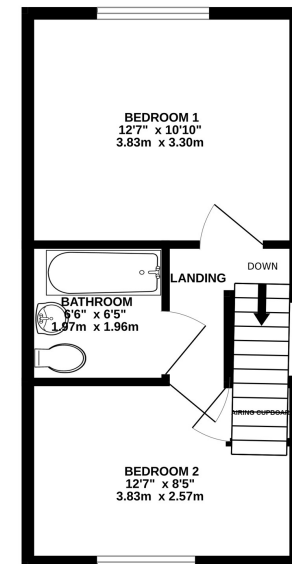 BEDROOM 1
12'7" x 10'10"
3.83m x 3.30m
DOWN
LANDING
BATHROOM
6'6" x 6'5"
1.97m x 1.96m
AIRING CUPBOARD
BEDROOM 2
12'7" x 8'5"
3.83m x 2.57m